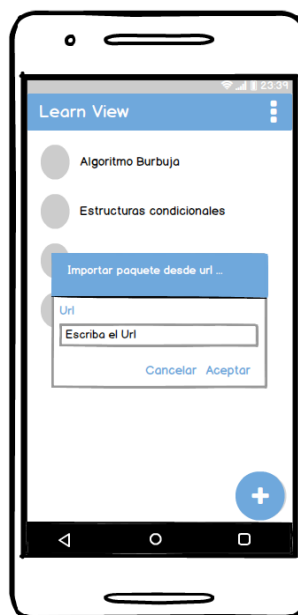 23:39
Learn View
Algoritmo Burbuja
Estructuras condicionales
Importar paquete desde url ...
Url
Escriba el Url
Cancelar Aceptar